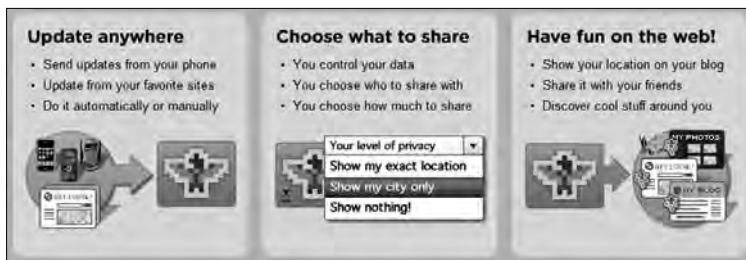 Update anywhere
• Send updates from your phone
• Update from your favorite sites
• Do it automatically or manually
Choose what to share
• You control your data
• You choose who to share with
• You choose how much to share
Your level of privacy
Show my exact location
Show my city only
Show nothing!
Have fun on the web!
• Show your location on your blog
• Share it with your friends
• Discover cool stuff around you
MY PHOTOS
MY BLOG